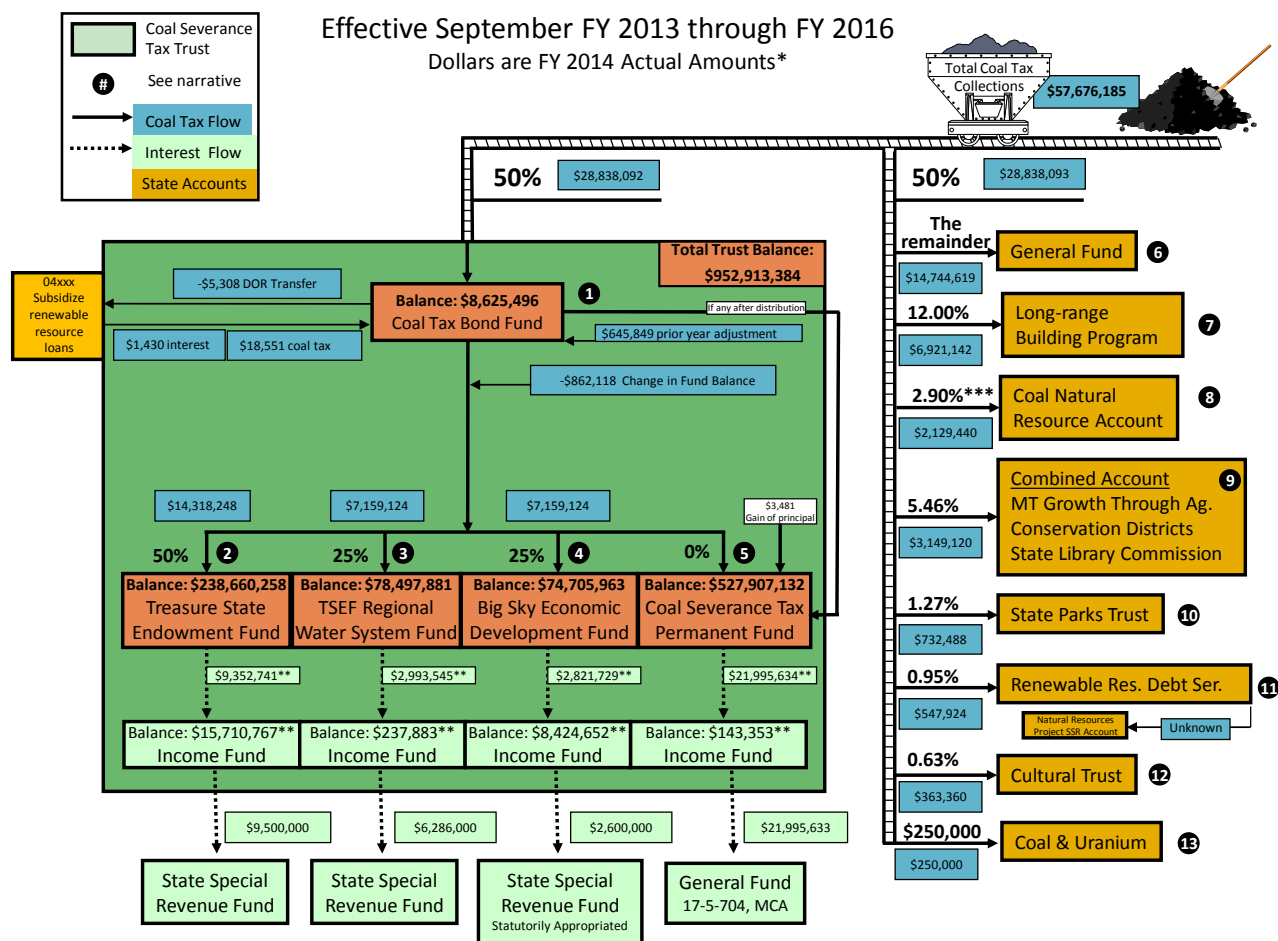 Effective September FY 2013 through FY 2016
Dollars are FY 2014 Actual Amounts*
Coal Severance
Tax Trust
#
See narrative
Coal Tax Flow
Interest Flow
State Accounts
Total Coal Tax
Collections
$57,676,185
50%
$28,838,092
50%
$28,838,093
Total Trust Balance:
$952,913,384
04xxx
Subsidize
renewable
resource
loans
-$5,308 DOR Transfer
$1,430 interest
$18,551 coal tax
Balance: $8,625,496
Coal Tax Bond Fund
1
If any after distribution
$645,849 prior year adjustment
-$862,118 Change in Fund Balance
$14,318,248
$7,159,124
$7,159,124
$3,481
Gain of principal
50%
2
25%
3
25%
4
0%
5
Balance: $238,660,258
Treasure State
Endowment Fund
Balance: $78,497,881
TSEF Regional
Water System Fund
Balance: $74,705,963
Big Sky Economic
Development Fund
Balance: $527,907,132
Coal Severance Tax
Permanent Fund
$9,352,741**
$2,993,545**
$2,821,729**
$21,995,634**
Balance: $15,710,767**
Income Fund
Balance: $237,883**
Income Fund
Balance: $8,424,652**
Income Fund
Balance: $143,353**
Income Fund
$9,500,000
$6,286,000
$2,600,000
$21,995,633
State Special
Revenue Fund
State Special
Revenue Fund
State Special
Revenue Fund
Statutorily Appropriated
General Fund
17-5-704, MCA
The
remainder
$14,744,619
General Fund
6
12.00%
$6,921,142
Long-range
Building Program
7
2.90%***
$2,129,440
Coal Natural
Resource Account
8
5.46%
$3,149,120
Combined Account
MT Growth Through Ag.
Conservation Districts
State Library Commission
9
1.27%
$732,488
State Parks Trust
10
0.95%
$547,924
Renewable Res. Debt Ser.
11
Natural Resources
Project SSR Account
Unknown
0.63%
$363,360
Cultural Trust
12
$250,000
$250,000
Coal & Uranium
13